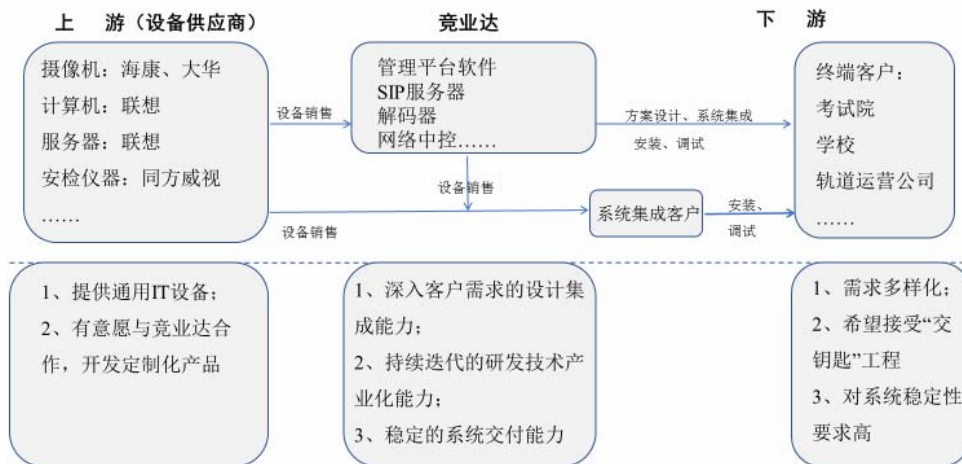 上 游（设备供应商）
竞业达
下 游
摄像机：海康、大华
计算机：联想
服务器：联想
安检仪器：同方威视
……
设备销售
管理平台软件
SIP服务器
解码器
网络中控……
方案设计、系统集成
安装、调试
终端客户：
考试院
学校
轨道运营公司
……
设备销售
设备销售
系统集成客户
安装、
调试
1、提供通用IT设备；
2、有意愿与竞业达合
作，开发定制化产品
1、深入客户需求的设计集
成能力；
2、持续迭代的研发技术产
业化能力；
3、稳定的系统交付能力
1、需求多样化；
2、希望接受“交
钥匙”工程
3、对系统稳定性
要求高